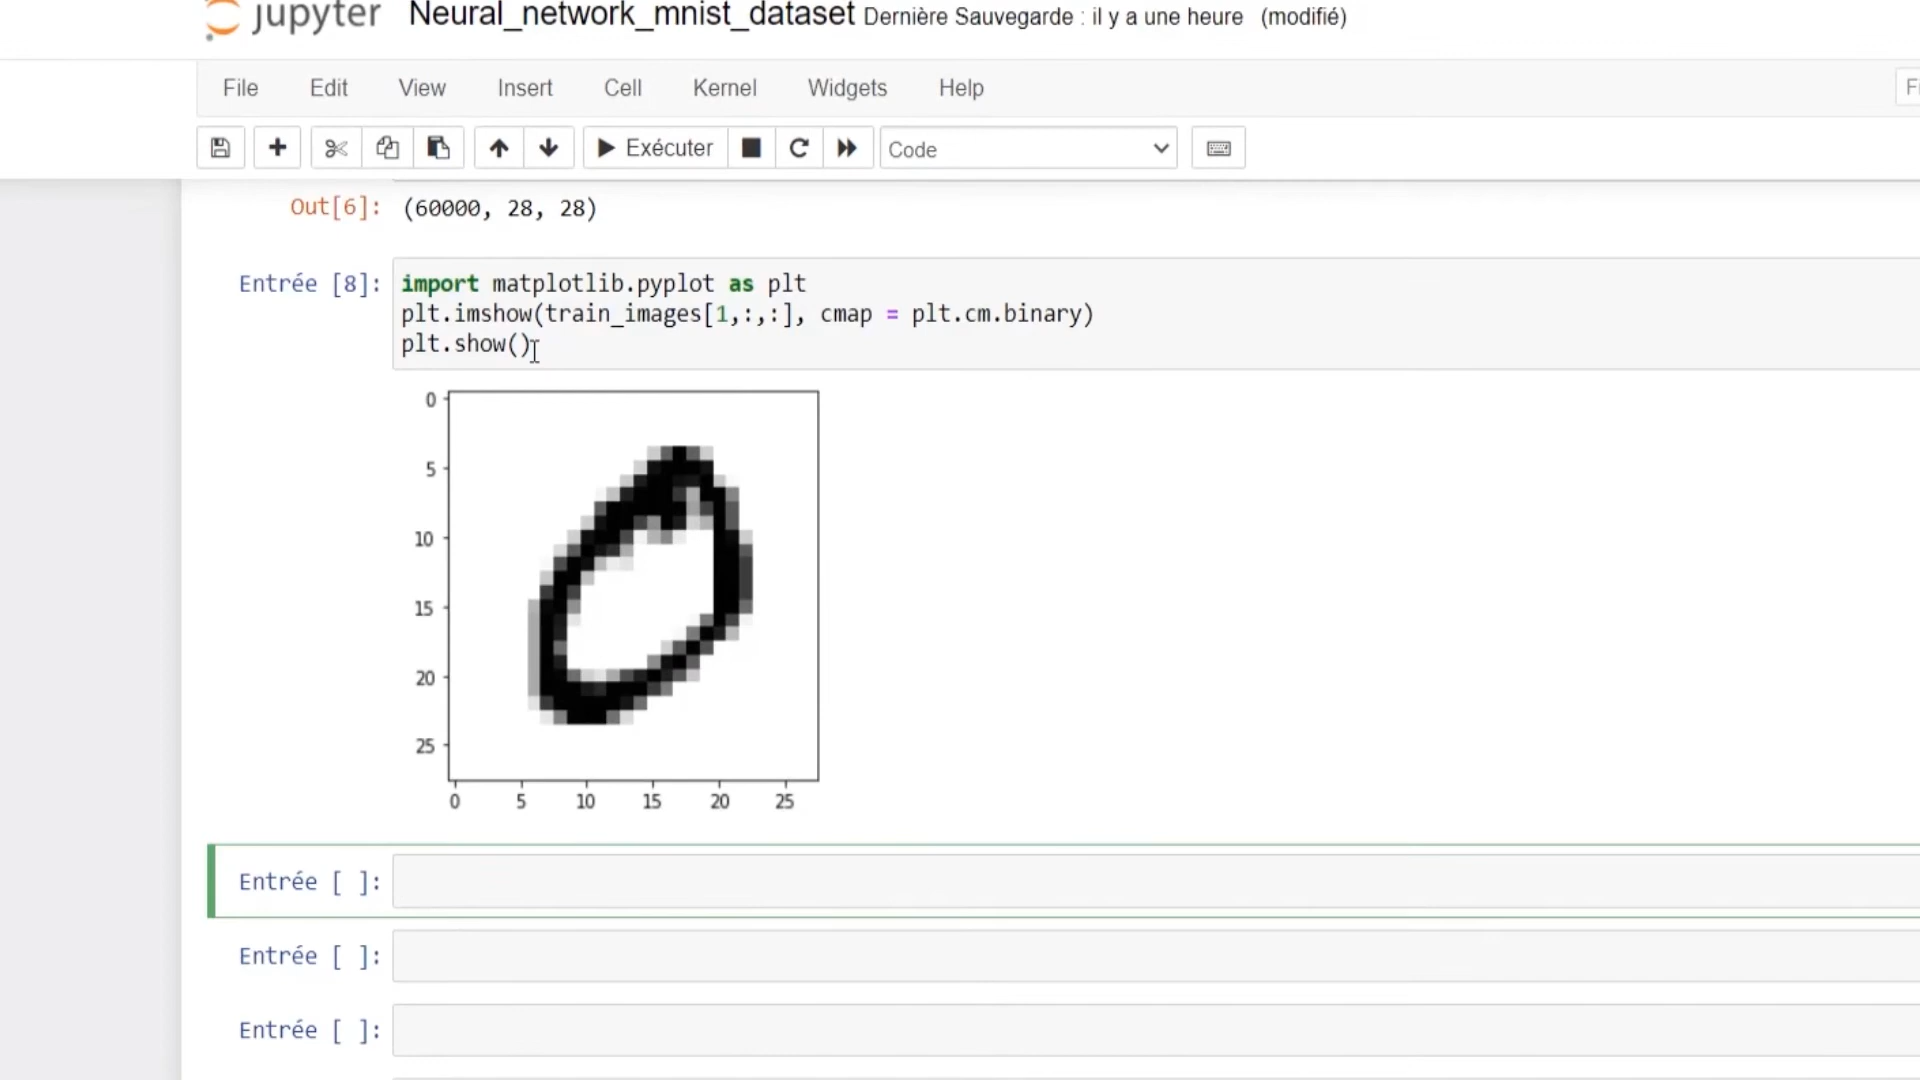 jupyter Neural_network_mnist_dataset Dernière Sauvegarde : il y a une heure (modifié)
File Edit View Insert Cell Kernel Widgets Help
Exécuter Code
Out[6]: (60000, 28, 28)
Entrée [8]: import matplotlib.pyplot as plt
plt.imshow(train_images[1,:,:], cmap = plt.cm.binary)
plt.show()
0
5
10
15
20
25
0 5 10 15 20 25
Entrée [ ]:
Entrée [ ]:
Entrée [ ]: